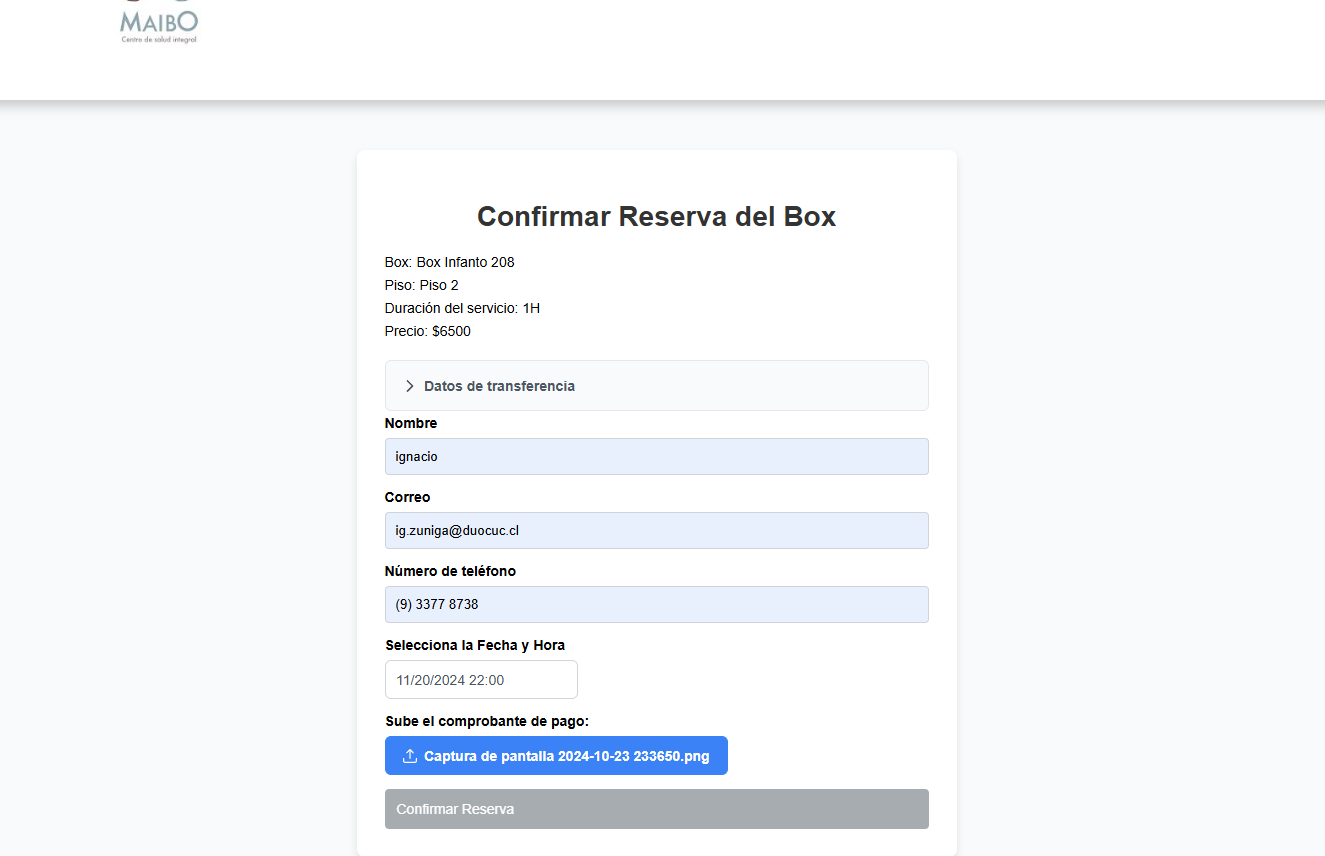 MAIBO
Centro de salud integral
Confirmar Reserva del Box
Box: Box Infanto 208
Piso: Piso 2
Duración del servicio: 1H
Precio: $6500
Datos de transferencia
Nombre
ignacio
Correo
ig.zuniga@duocuc.cl
Número de teléfono
(9) 3377 8738
Selecciona la Fecha y Hora
11/20/2024 22:00
Sube el comprobante de pago:
Captura de pantalla 2024-10-23 233650.png
Confirmar Reserva